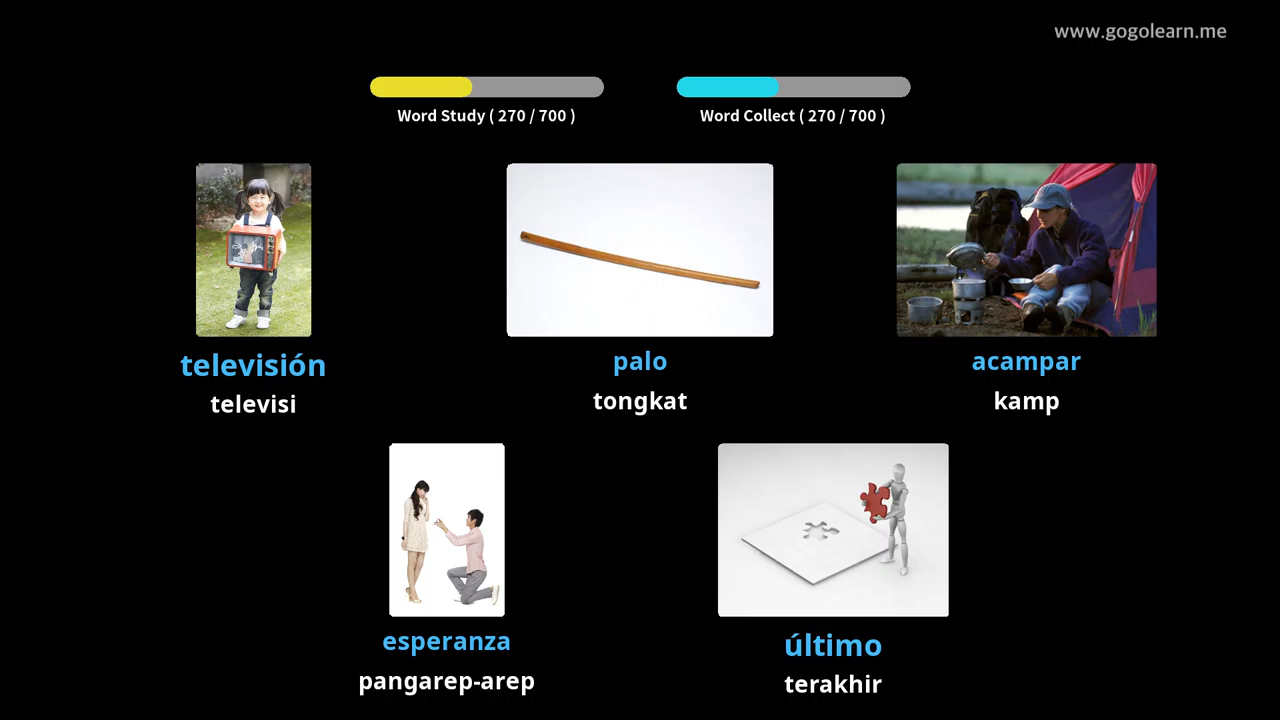 www.gogolearn.me
Word Study ( 270 / 700 )
Word Collect ( 270 / 700 )
televisión
televisi
palo
tongkat
acampar
kamp
esperanza
pangarep-arep
último
terakhir